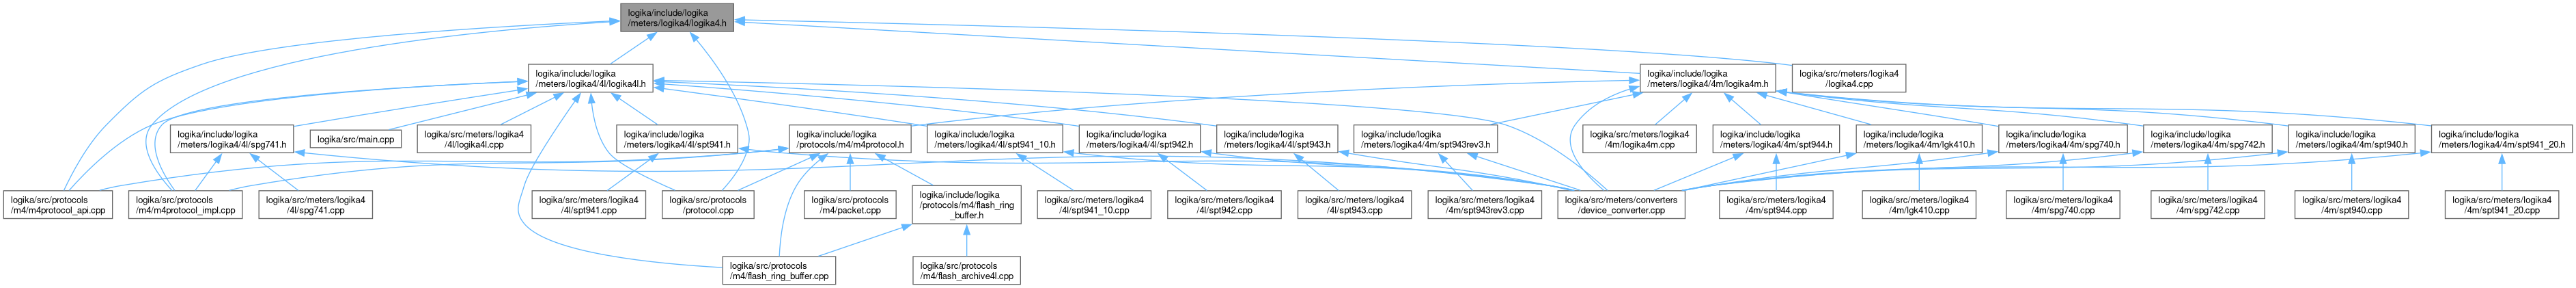 logika/include/logika
/meters/logika4/logika4.h
logika/include/logika
/meters/logika4/4l/logika4l.h
logika/include/logika
/meters/logika4/4m/logika4m.h
logika/src/meters/logika4
/logika4.cpp
logika/include/logika
/meters/logika4/4l/spg741.h
logika/src/main.cpp
logika/src/meters/logika4
/4l/logika4l.cpp
logika/include/logika
/meters/logika4/4l/spt941.h
logika/include/logika
/protocols/m4/m4protocol.h
logika/include/logika
/meters/logika4/4l/spt941_10.h
logika/include/logika
/meters/logika4/4l/spt942.h
logika/include/logika
/meters/logika4/4l/spt943.h
logika/include/logika
/meters/logika4/4m/spt943rev3.h
logika/src/meters/logika4
/4m/logika4m.cpp
logika/include/logika
/meters/logika4/4m/spt944.h
logika/include/logika
/meters/logika4/4m/lgk410.h
logika/include/logika
/meters/logika4/4m/spg740.h
logika/include/logika
/meters/logika4/4m/spg742.h
logika/include/logika
/meters/logika4/4m/spt940.h
logika/include/logika
/meters/logika4/4m/spt941_20.h
logika/src/protocols
/m4/m4protocol_api.cpp
logika/src/protocols
/m4/m4protocol_impl.cpp
logika/src/meters/logika4
/4l/spg741.cpp
logika/src/meters/logika4
/4l/spt941.cpp
logika/src/protocols
/protocol.cpp
logika/src/protocols
/m4/packet.cpp
logika/include/logika
/protocols/m4/flash_ring
_buffer.h
logika/src/meters/logika4
/4l/spt941_10.cpp
logika/src/meters/logika4
/4l/spt942.cpp
logika/src/meters/logika4
/4l/spt943.cpp
logika/src/meters/logika4
/4m/spt943rev3.cpp
logika/src/meters/converters
/device_converter.cpp
logika/src/meters/logika4
/4m/spt944.cpp
logika/src/meters/logika4
/4m/lgk410.cpp
logika/src/meters/logika4
/4m/spg740.cpp
logika/src/meters/logika4
/4m/spg742.cpp
logika/src/meters/logika4
/4m/spt940.cpp
logika/src/meters/logika4
/4m/spt941_20.cpp
logika/src/protocols
/m4/flash_ring_buffer.cpp
logika/src/protocols
/m4/flash_archive4l.cpp